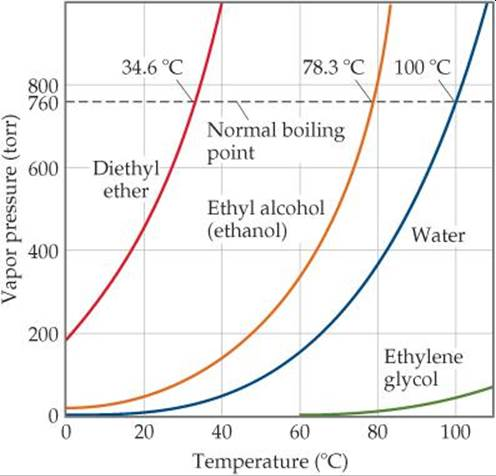 34.6 °C
78.3 °C
100 °C
800
760
Normal boiling
point
600
Diethyl
ether
Ethyl alcohol
(ethanol)
Water
400
200
Ethylene
glycol
0
0 20 40 60 80 100
Temperature (°C)
Vapor pressure (torr)